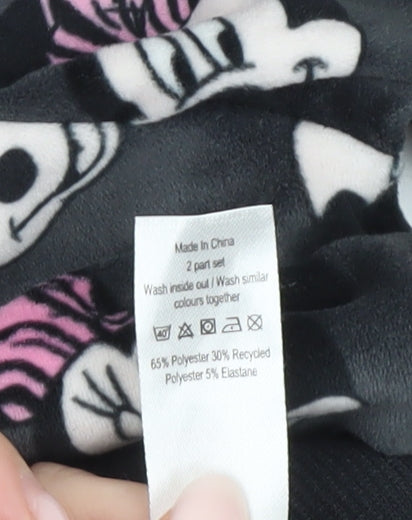 Made In China
2 part set
Wash inside out / Wash similar
colours together
40°
65% Polyester 30% Recycled
Polyester 5% Elastane